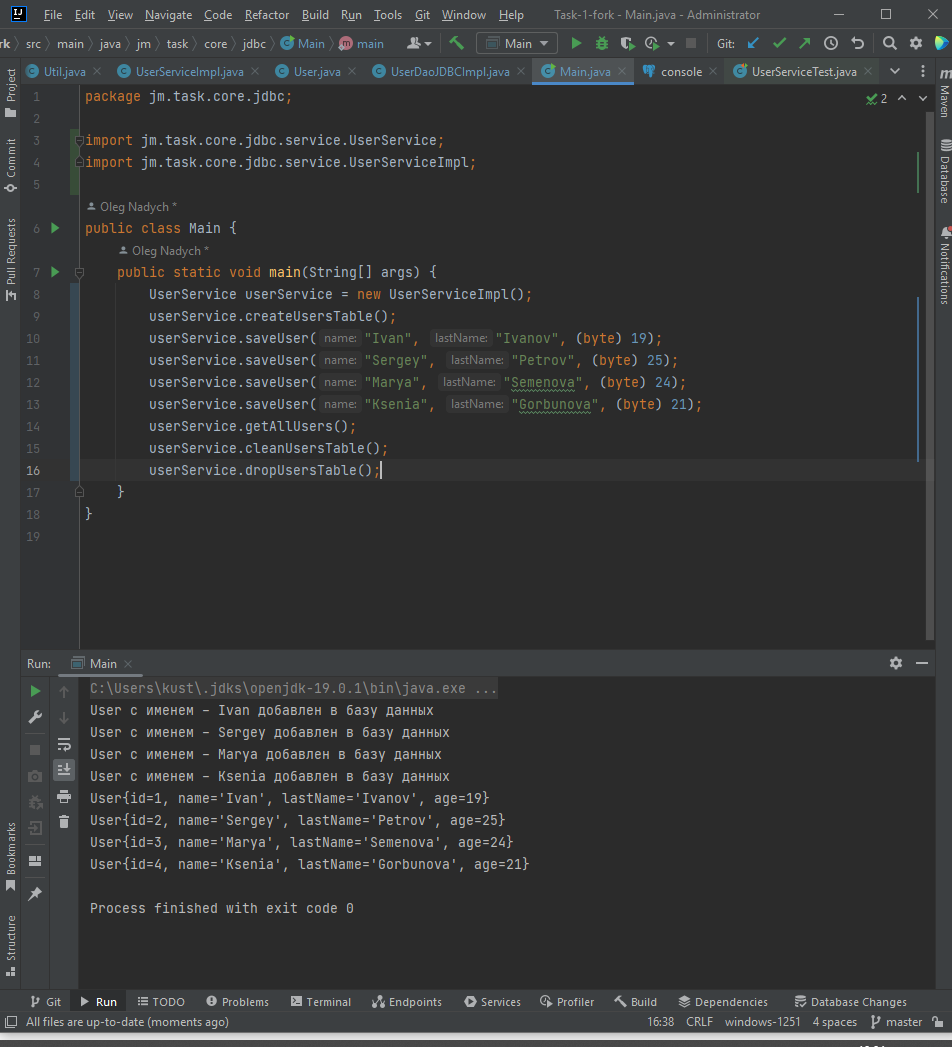 File Edit View Navigate Code Refactor Build Run Tools Git Window Help Task-1-fork - Main.java - Administrator
rk src main java jm task core jdbc Main main Main Git:
Util.java UserServiceImpl.java User.java UserDaoJDBCImpl.java Main.java console UserServiceTest.java
Project
Commit
Pull Requests
Bookmarks
Structure
Maven
Database
Notifications
2
1 package jm.task.core.jdbc;
2
3 import jm.task.core.jdbc.service.UserService;
4 import jm.task.core.jdbc.service.UserServiceImpl;
5
Oleg Nadych *
6 public class Main {
Oleg Nadych *
7 public static void main(String[] args) {
8 UserService userService = new UserServiceImpl();
9 userService.createUsersTable();
10 userService.saveUser( name: "Ivan", lastName: "Ivanov", (byte) 19);
11 userService.saveUser( name: "Sergey", lastName: "Petrov", (byte) 25);
12 userService.saveUser( name: "Marya", lastName: "Semenova", (byte) 24);
13 userService.saveUser( name: "Ksenia", lastName: "Gorbunova", (byte) 21);
14 userService.getAllUsers();
15 userService.cleanUsersTable();
16 userService.dropUsersTable();
17 }
18 }
19
Run: Main
C:\Users\kust\.jdks\openjdk-19.0.1\bin\java.exe ...
User с именем – Ivan добавлен в базу данных
User с именем – Sergey добавлен в базу данных
User с именем – Marya добавлен в базу данных
User с именем – Ksenia добавлен в базу данных
User{id=1, name='Ivan', lastName='Ivanov', age=19}
User{id=2, name='Sergey', lastName='Petrov', age=25}
User{id=3, name='Marya', lastName='Semenova', age=24}
User{id=4, name='Ksenia', lastName='Gorbunova', age=21}
Process finished with exit code 0
Git Run TODO Problems Terminal Endpoints Services Profiler Build Dependencies Database Changes
All files are up-to-date (moments ago) 16:38 CRLF windows-1251 4 spaces master